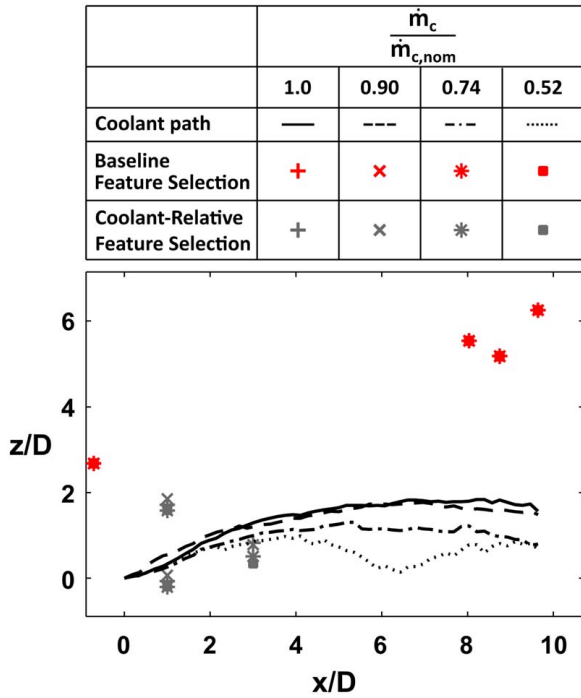 ṁc
ṁc,nom
1.0 0.90 0.74 0.52
Coolant path
Baseline
Feature Selection
Coolant-Relative
Feature Selection
6
4
z/D
2
0
0 2 4 6 8 10
x/D